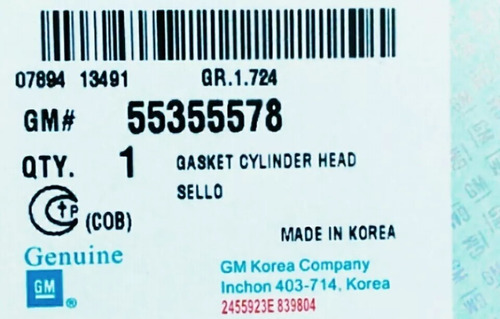 07894 13491 GR.1.724
GM# 55355578
QTY. 1 GASKET CYLINDER HEAD
SELLO
CTP (COB)
MADE IN KOREA
Genuine
GM ®
GM Korea Company
Inchon 403-714, Korea
2455923E 839804